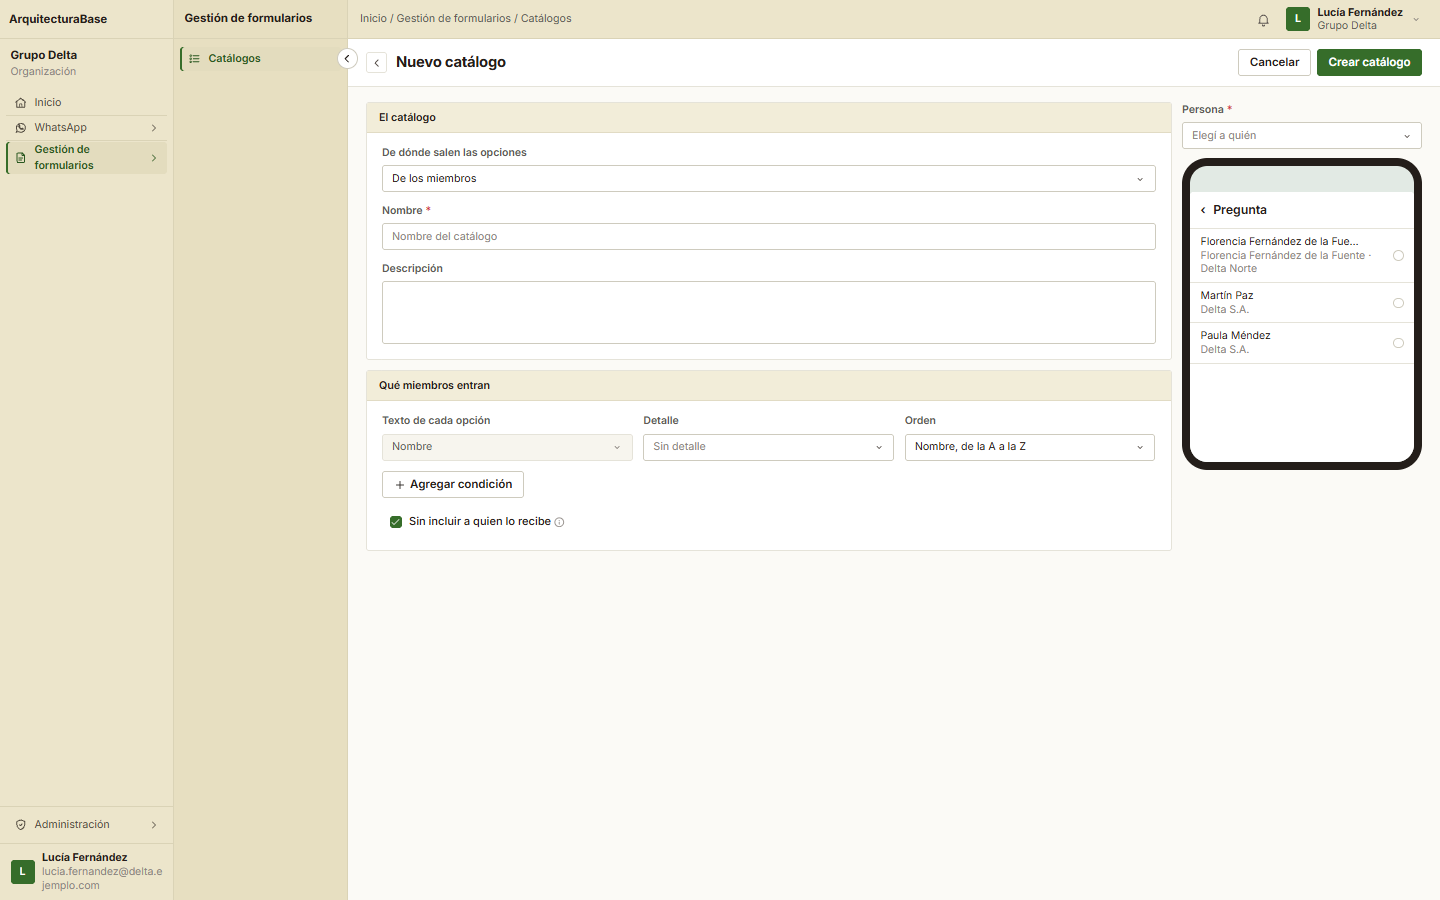 ArquitecturaBase
Gestión de formularios
Inicio / Gestión de formularios / Catálogos
L
Lucía Fernández
Grupo Delta
Grupo Delta
Organización
Inicio
WhatsApp
Gestión de
formularios
Catálogos
Nuevo catálogo
Cancelar
Crear catálogo
El catálogo
De dónde salen las opciones
De los miembros
Nombre *
Nombre del catálogo
Descripción
Qué miembros entran
Texto de cada opción
Detalle
Orden
Nombre
Sin detalle
Nombre, de la A a la Z
Agregar condición
Sin incluir a quien lo recibe
Persona *
Elegí a quién
Pregunta
Florencia Fernández de la Fue...
Florencia Fernández de la Fuente ·
Delta Norte
Martín Paz
Delta S.A.
Paula Méndez
Delta S.A.
Administración
L
Lucía Fernández
lucia.fernandez@delta.e
jemplo.com